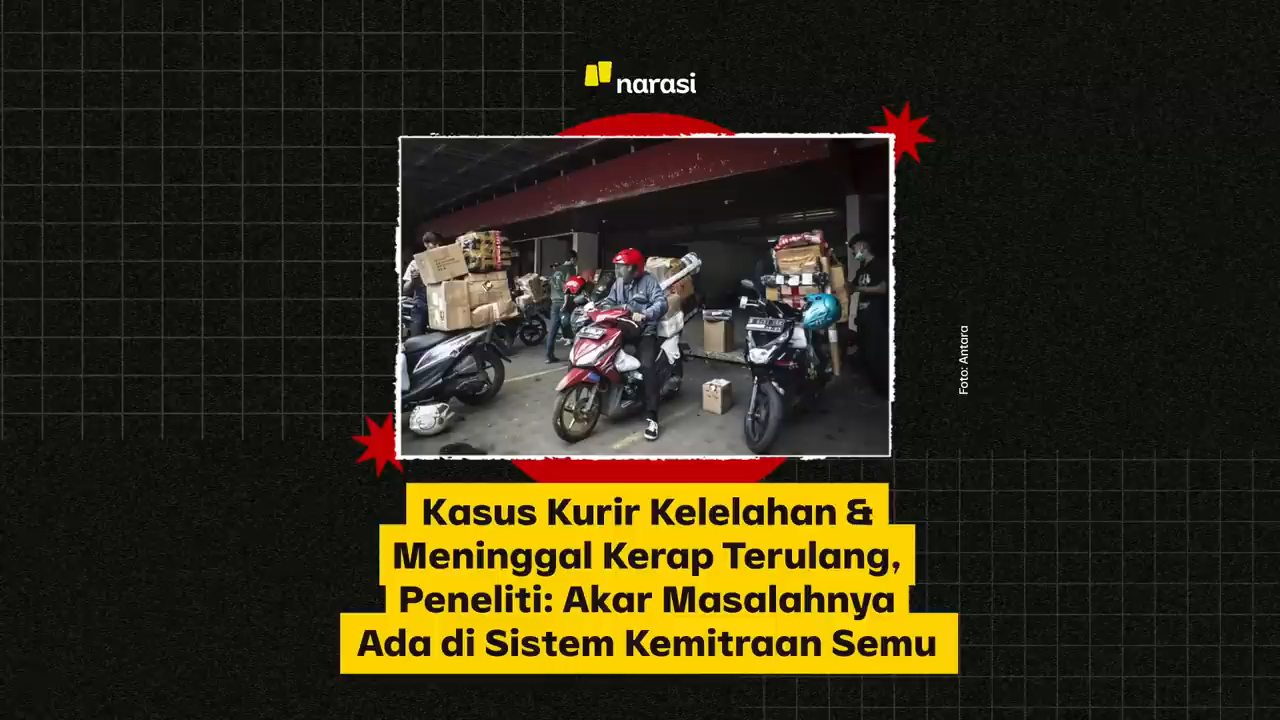 narasi
Foto: Antara
Kasus Kurir Kelelahan &
Meninggal Kerap Terulang,
Peneliti: Akar Masalahnya
Ada di Sistem Kemitraan Semu